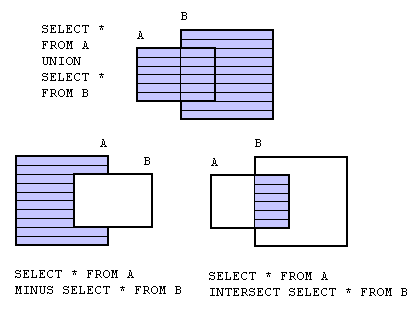 SELECT *
FROM A
UNION
SELECT *
FROM B
A
B
A
B
SELECT * FROM A
MINUS SELECT * FROM B
A
B
SELECT * FROM A
INTERSECT SELECT * FROM B